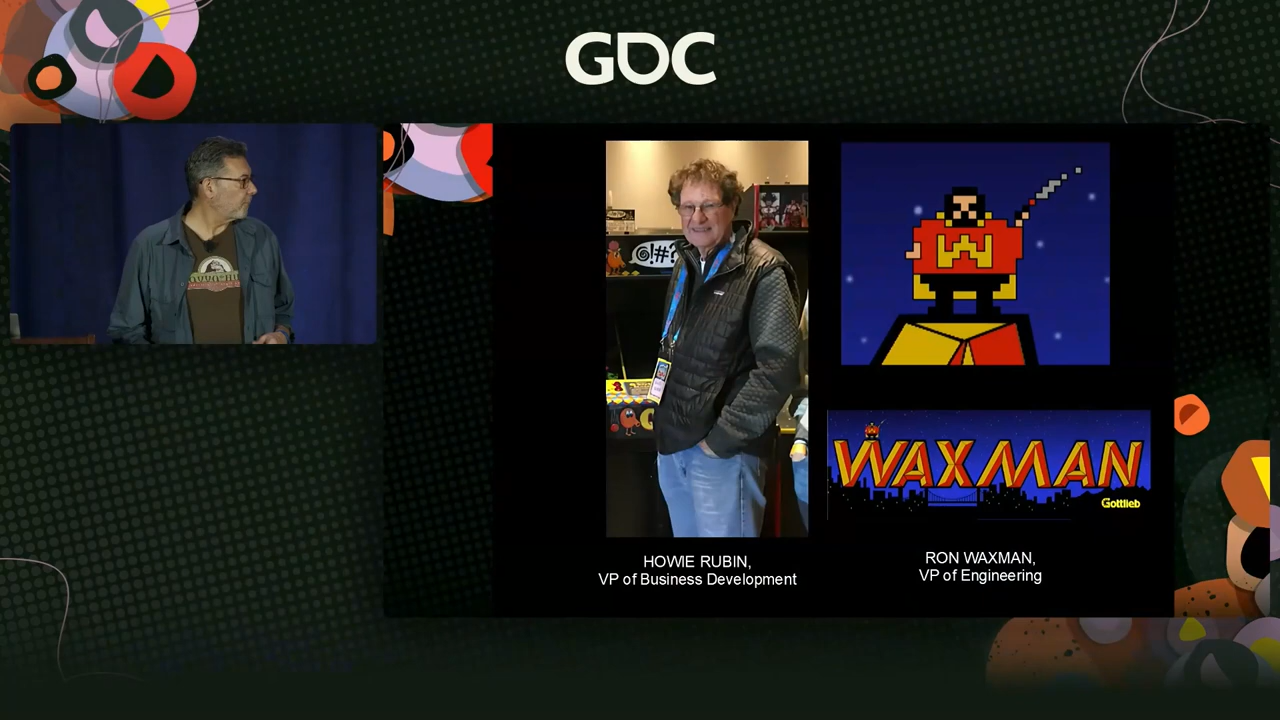 GDC
@!#?
W
WAXMAN
Gottlieb
HOWIE RUBIN,
VP of Business Development
RON WAXMAN,
VP of Engineering